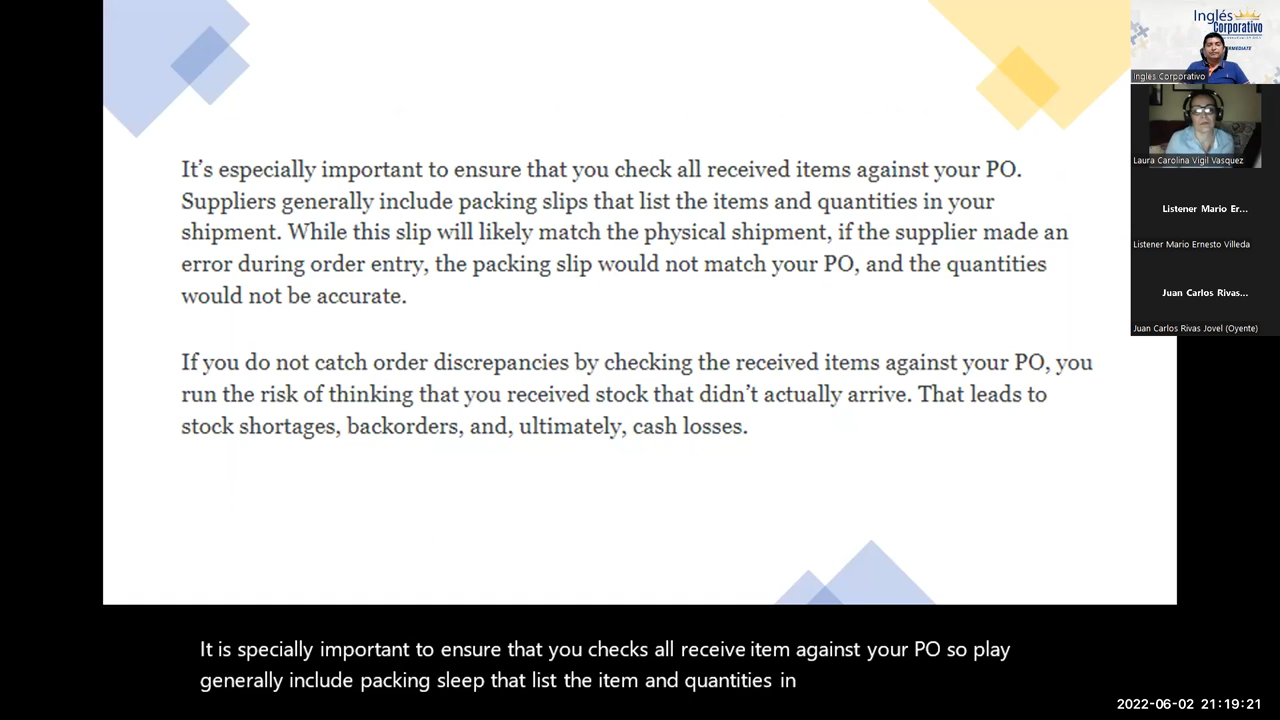 Inglés
Corporativo
INTERMEDIATE
Ingles Corporativo
Laura Carolina Vigil Vasquez
Listener Mario Er...
Listener Mario Ernesto Villeda
Juan Carlos Rivas...
Juan Carlos Rivas Jovel (Oyente)
It’s especially important to ensure that you check all received items against your PO.
Suppliers generally include packing slips that list the items and quantities in your
shipment. While this slip will likely match the physical shipment, if the supplier made an
error during order entry, the packing slip would not match your PO, and the quantities
would not be accurate.
If you do not catch order discrepancies by checking the received items against your PO, you
run the risk of thinking that you received stock that didn’t actually arrive. That leads to
stock shortages, backorders, and, ultimately, cash losses.
It is specially important to ensure that you checks all receive item against your PO so play
generally include packing sleep that list the item and quantities in
2022-06-02 21:19:21